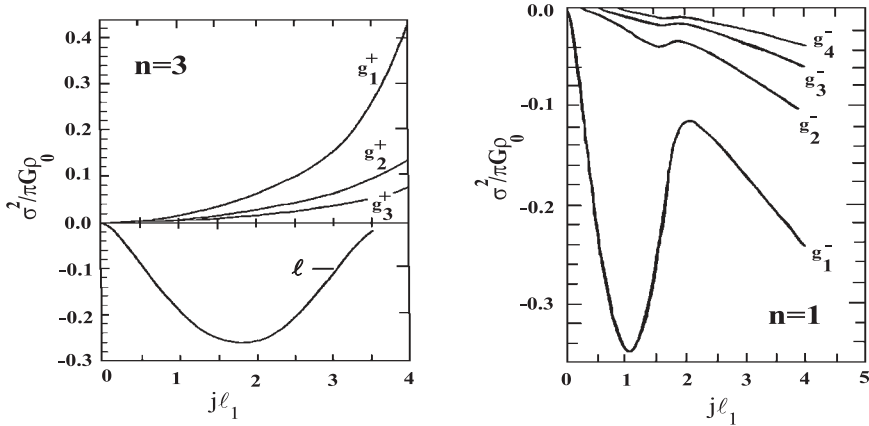 0.4
n=3
g₁⁺
0.3
0.2
g₂⁺
0.1
g₃⁺
0.0
-0.1
ℓ
-0.2
-0.3
0 1 2 3 4
jℓ₁
σ²/πGρ₀
0.0
g₄⁻
g₃⁻
-0.1
g₂⁻
-0.2
g₁⁻
-0.3
n=1
0 1 2 3 4 5
jℓ₁
σ²/πGρ₀